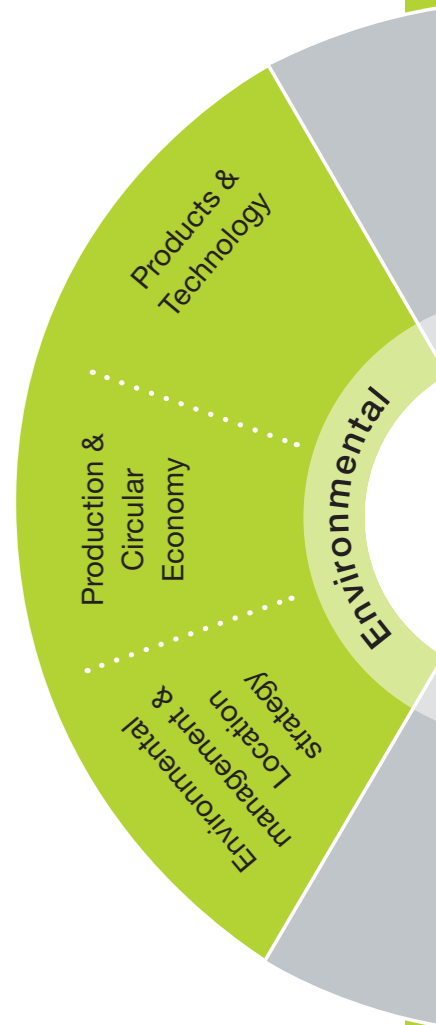 Products &
Technology
Production &
Circular
Economy
Environmental
management &
Location
strategy
Environmental